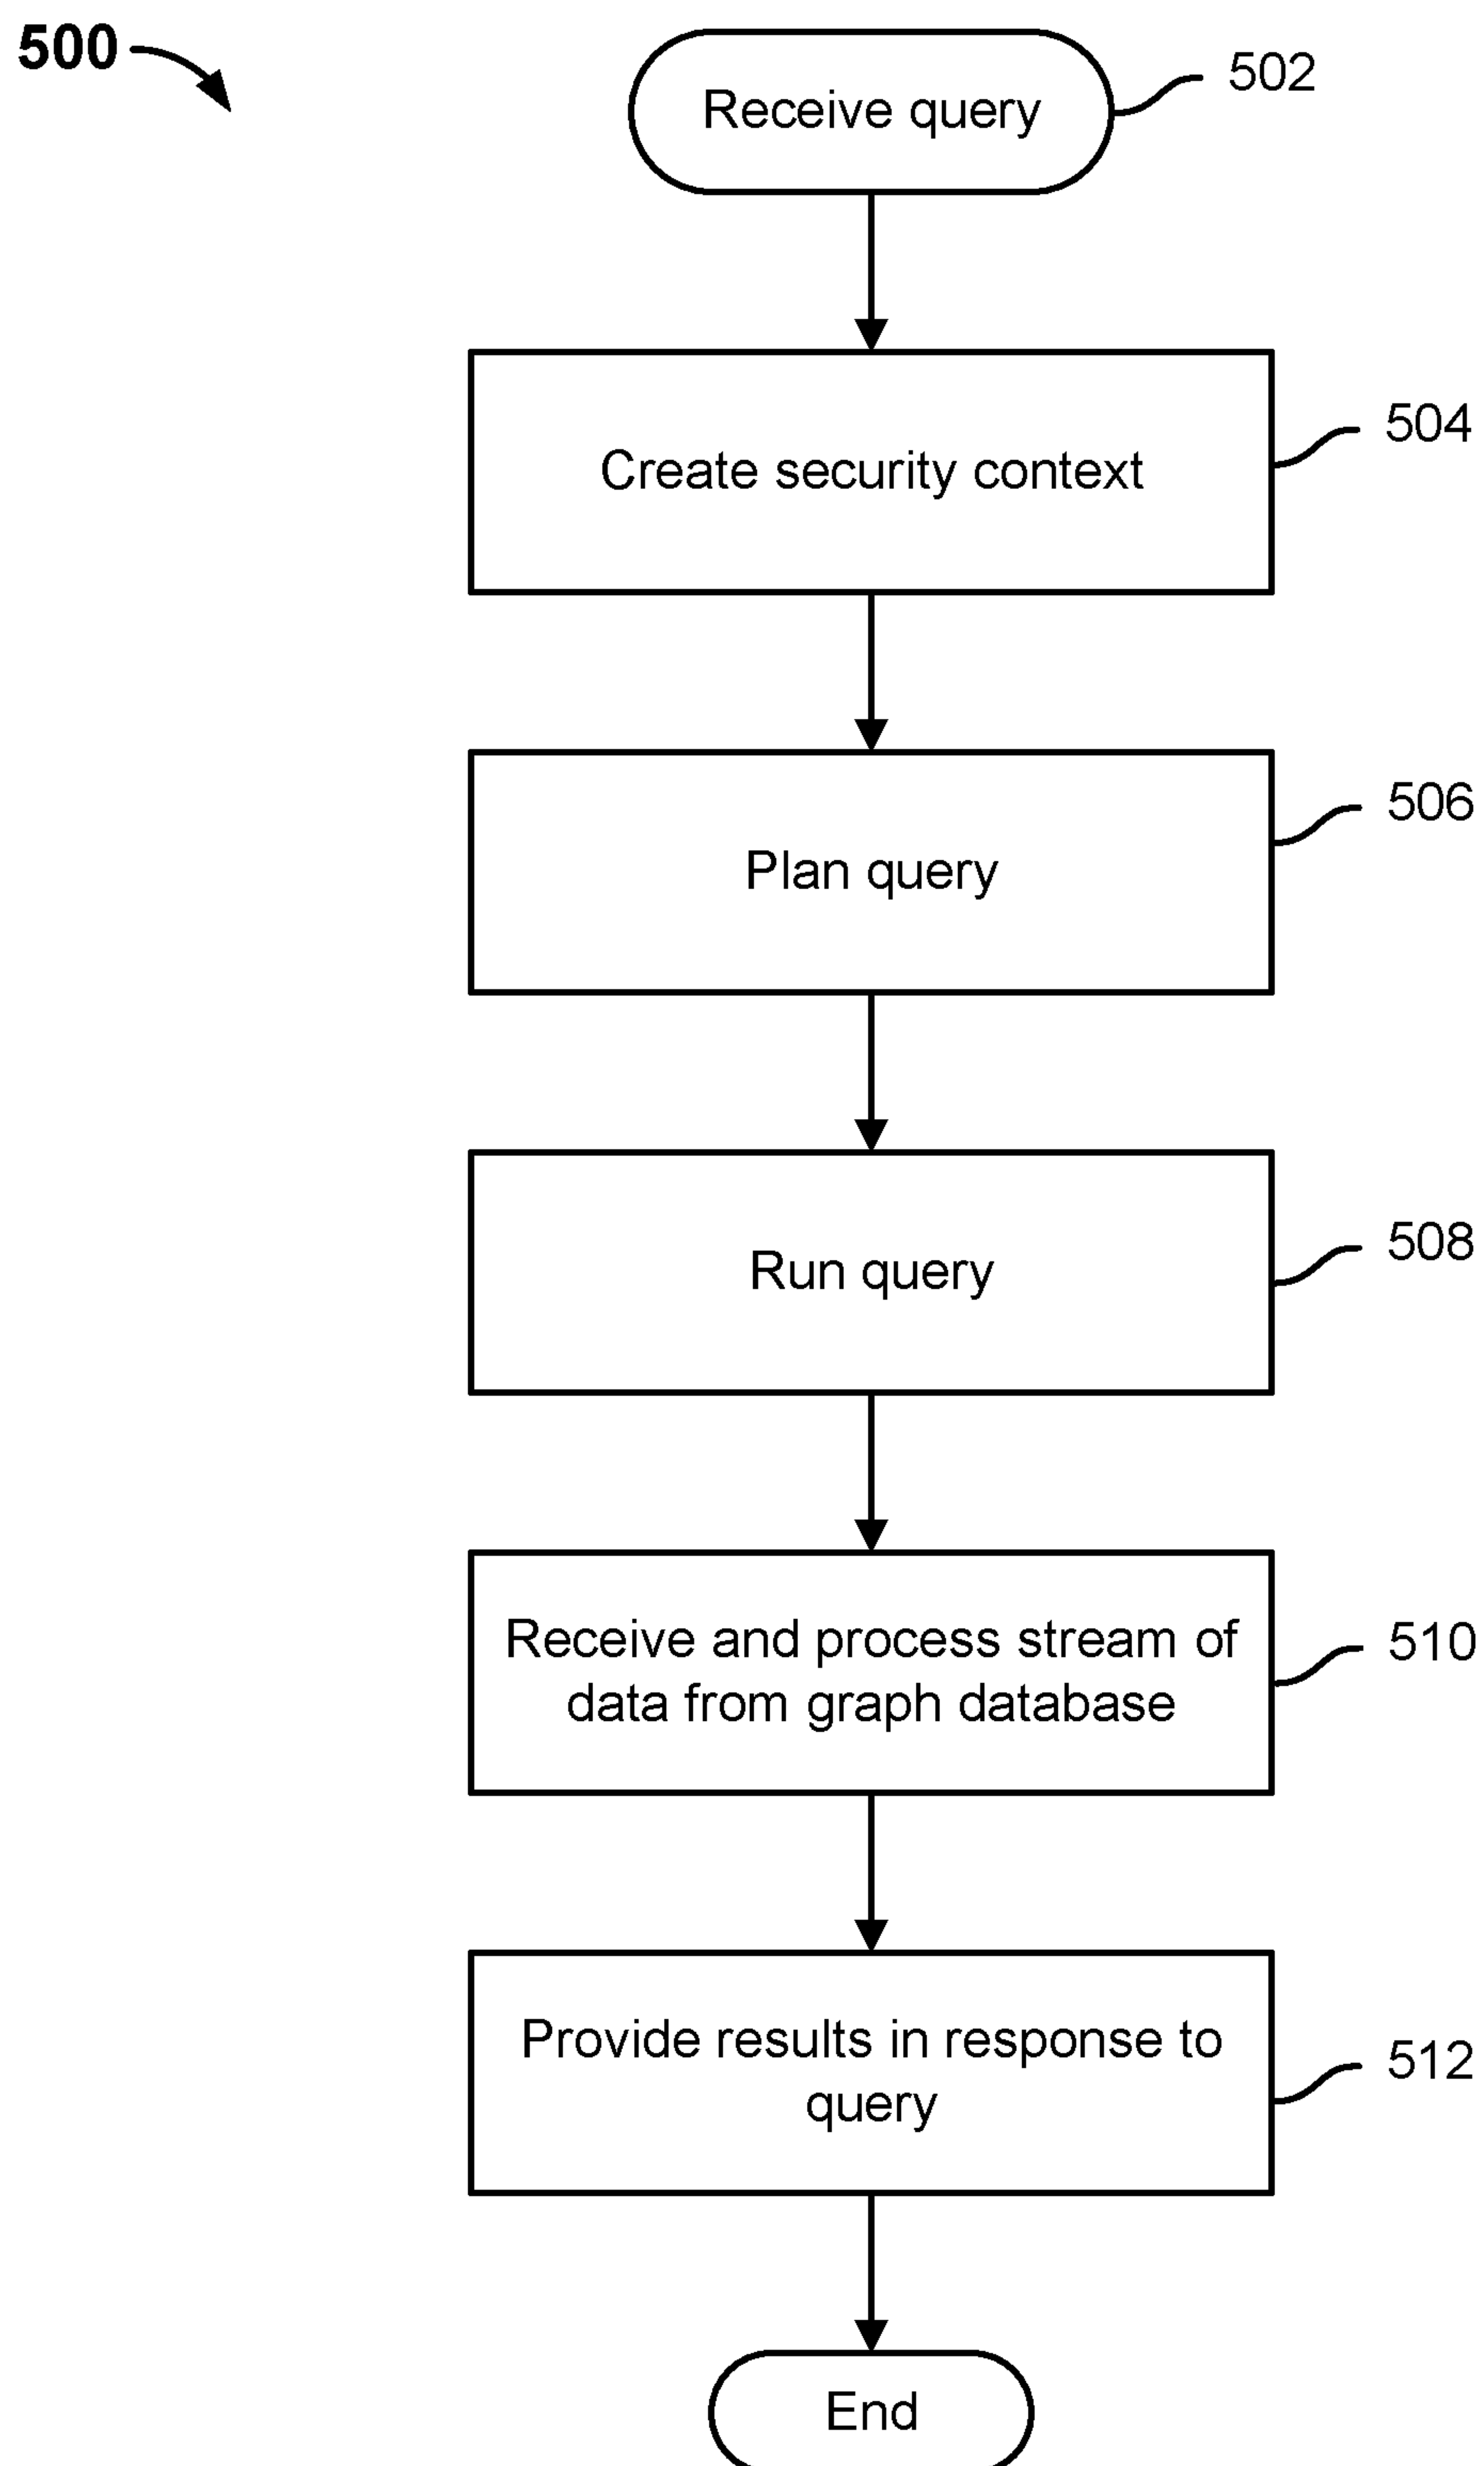 500
Receive query
502
Create security context
504
Plan query
506
Run query
508
Receive and process stream of
data from graph database
510
Provide results in response to
query
512
End